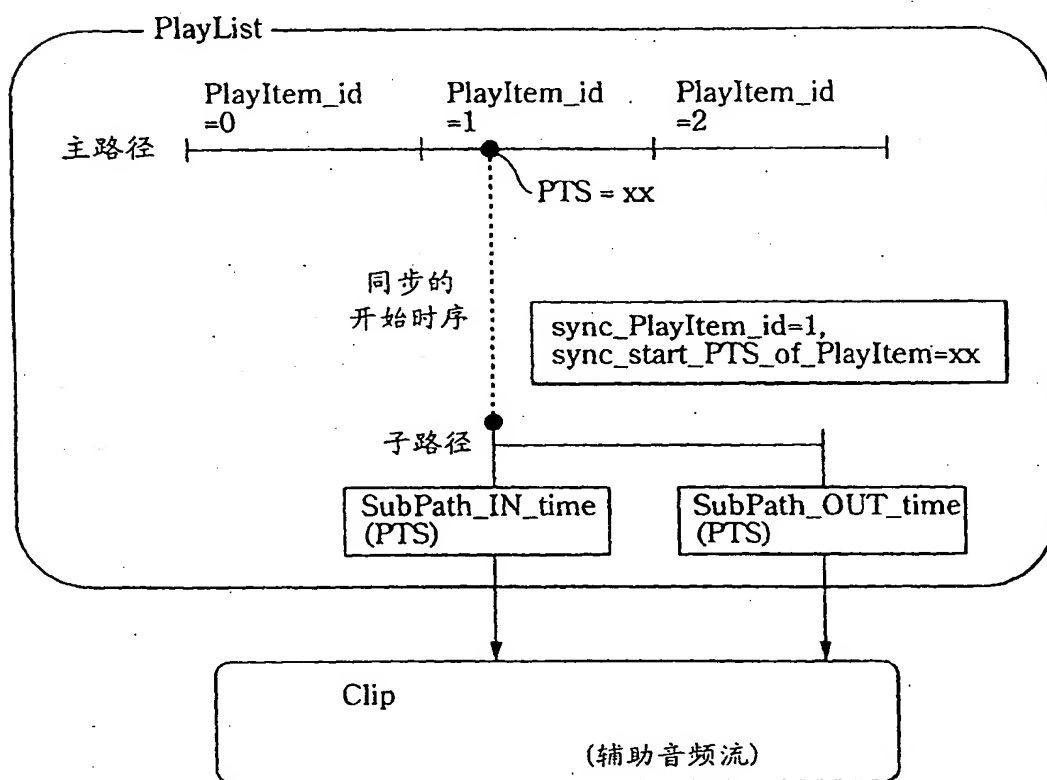 PlayList
PlayItem_id
=0
PlayItem_id
=1
PlayItem_id
=2
主路径
PTS = xx
同步的
开始时序
sync_PlayItem_id=1,
sync_start_PTS_of_PlayItem=xx
子路径
SubPath_IN_time
(PTS)
SubPath_OUT_time
(PTS)
Clip
(辅助音频流)